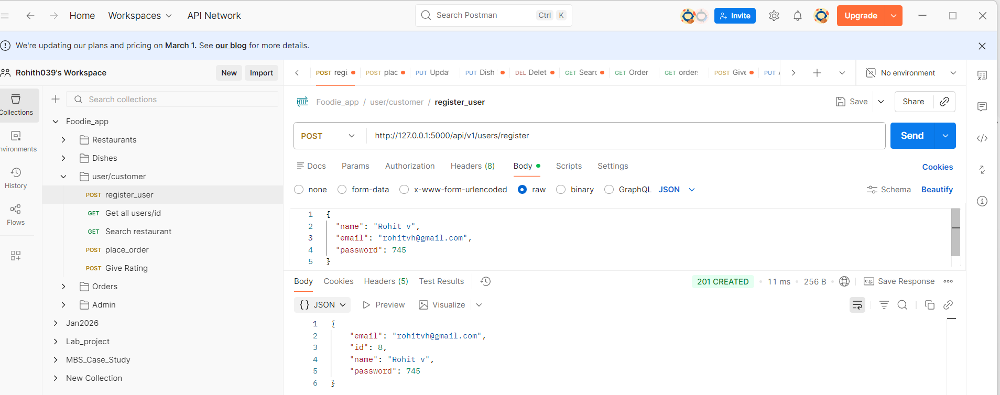 Home Workspaces API Network Search Postman Ctrl K Invite Upgrade
We're updating our plans and pricing on March 1. See our blog for more details.
Rohith039's Workspace New Import
POST regi POST plac PUT Updat PUT Dish DEL Delet GET Searc GET Order GET orders POST Give PUT No environment
Search collections
Collections
nvironments
History
Flows
Foodie_app
Restaurants
Dishes
user/customer
POST register_user
GET Get all users/id
GET Search restaurant
POST place_order
POST Give Rating
Orders
Admin
Jan2026
Lab_project
MBS_Case_Study
New Collection
HTTP Foodie_app / user/customer / register_user Save Share
POST http://127.0.0.1:5000/api/v1/users/register Send
Docs Params Authorization Headers (8) Body Scripts Settings Cookies
none form-data x-www-form-urlencoded raw binary GraphQL JSON Schema Beautify
1 {
2 "name": "Rohit v",
3 "email": "rohitvh@gmail.com",
4 "password": 745
5 }
Body Cookies Headers (5) Test Results 201 CREATED 11 ms 256 B e.g. Save Response
{} JSON Preview Visualize
1 {
2 "email": "rohitvh@gmail.com",
3 "id": 8,
4 "name": "Rohit v",
5 "password": 745
6 }